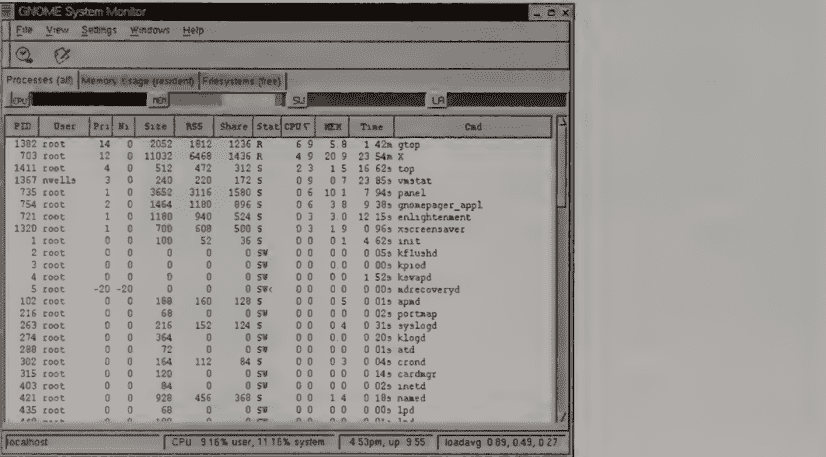 GNOME System Monitor
File View Settings Windows Help
Processes (all) Memory Usage (resident) Filesystems (free)
CPU MEM LA
PID User Pri Ni Size RSS Share Stat CPU MEM Time Cmd
1382 root 14 0 2052 1812 1236 R 6 9 5.8 1 42m gtop
703 root 12 0 11032 6468 1436 R 4 9 20 9 23 54m X
1411 root 4 0 512 472 312 S 2 3 1 5 16 62s top
1367 nwells 3 0 240 220 172 S 0 9 0 7 23 85s vmstat
735 root 1 0 3652 3116 1580 S 0 6 10 1 7 94s panel
754 root 2 0 1464 1180 896 S 0 6 3 8 9 38s gnomepager_appl
721 root 1 0 1180 940 524 S 0 3 3.0 12 15s enlightenment
1320 root 1 0 700 608 500 S 0 3 1 9 0 96s xscreensaver
1 root 0 0 100 52 36 S 0 0 0 1 4 62s init
2 root 0 0 0 0 0 SW 0 0 0.0 0 05s kflushd
3 root 0 0 0 0 0 SW 0 0 0.0 0 00s kpiod
4 root 0 0 0 0 0 SW 0 0 0.0 1 52s kswapd
5 root -20 -20 0 0 0 SW< 0 0 0.0 0 00s mdrecoveryd
102 root 0 0 188 160 128 S 0 0 0 5 0 01s apmd
216 root 0 0 68 0 0 SW 0 0 0.0 0 02s portmap
263 root 0 0 216 152 124 S 0 0 0 4 0 31s syslogd
274 root 0 0 364 0 0 SW 0 0 0.0 0 20s klogd
288 root 0 0 72 0 0 SW 0 0 0.0 0 01s atd
302 root 0 0 164 112 84 S 0 0 0 3 0 04s crond
315 root 0 0 120 0 0 SW 0 0 0.0 0 14s cardmgr
403 root 0 0 84 0 0 SW 0 0 0.0 0 02s inetd
421 root 0 0 928 456 368 S 0 0 1 4 0 18s named
435 root 0 0 68 0 0 SW 0 0 0.0 0 00s lpd
localhost CPU 9 16% user, 11 16% system 4 53pm, up 9 55 loadavg 0 89, 0.49, 0 27